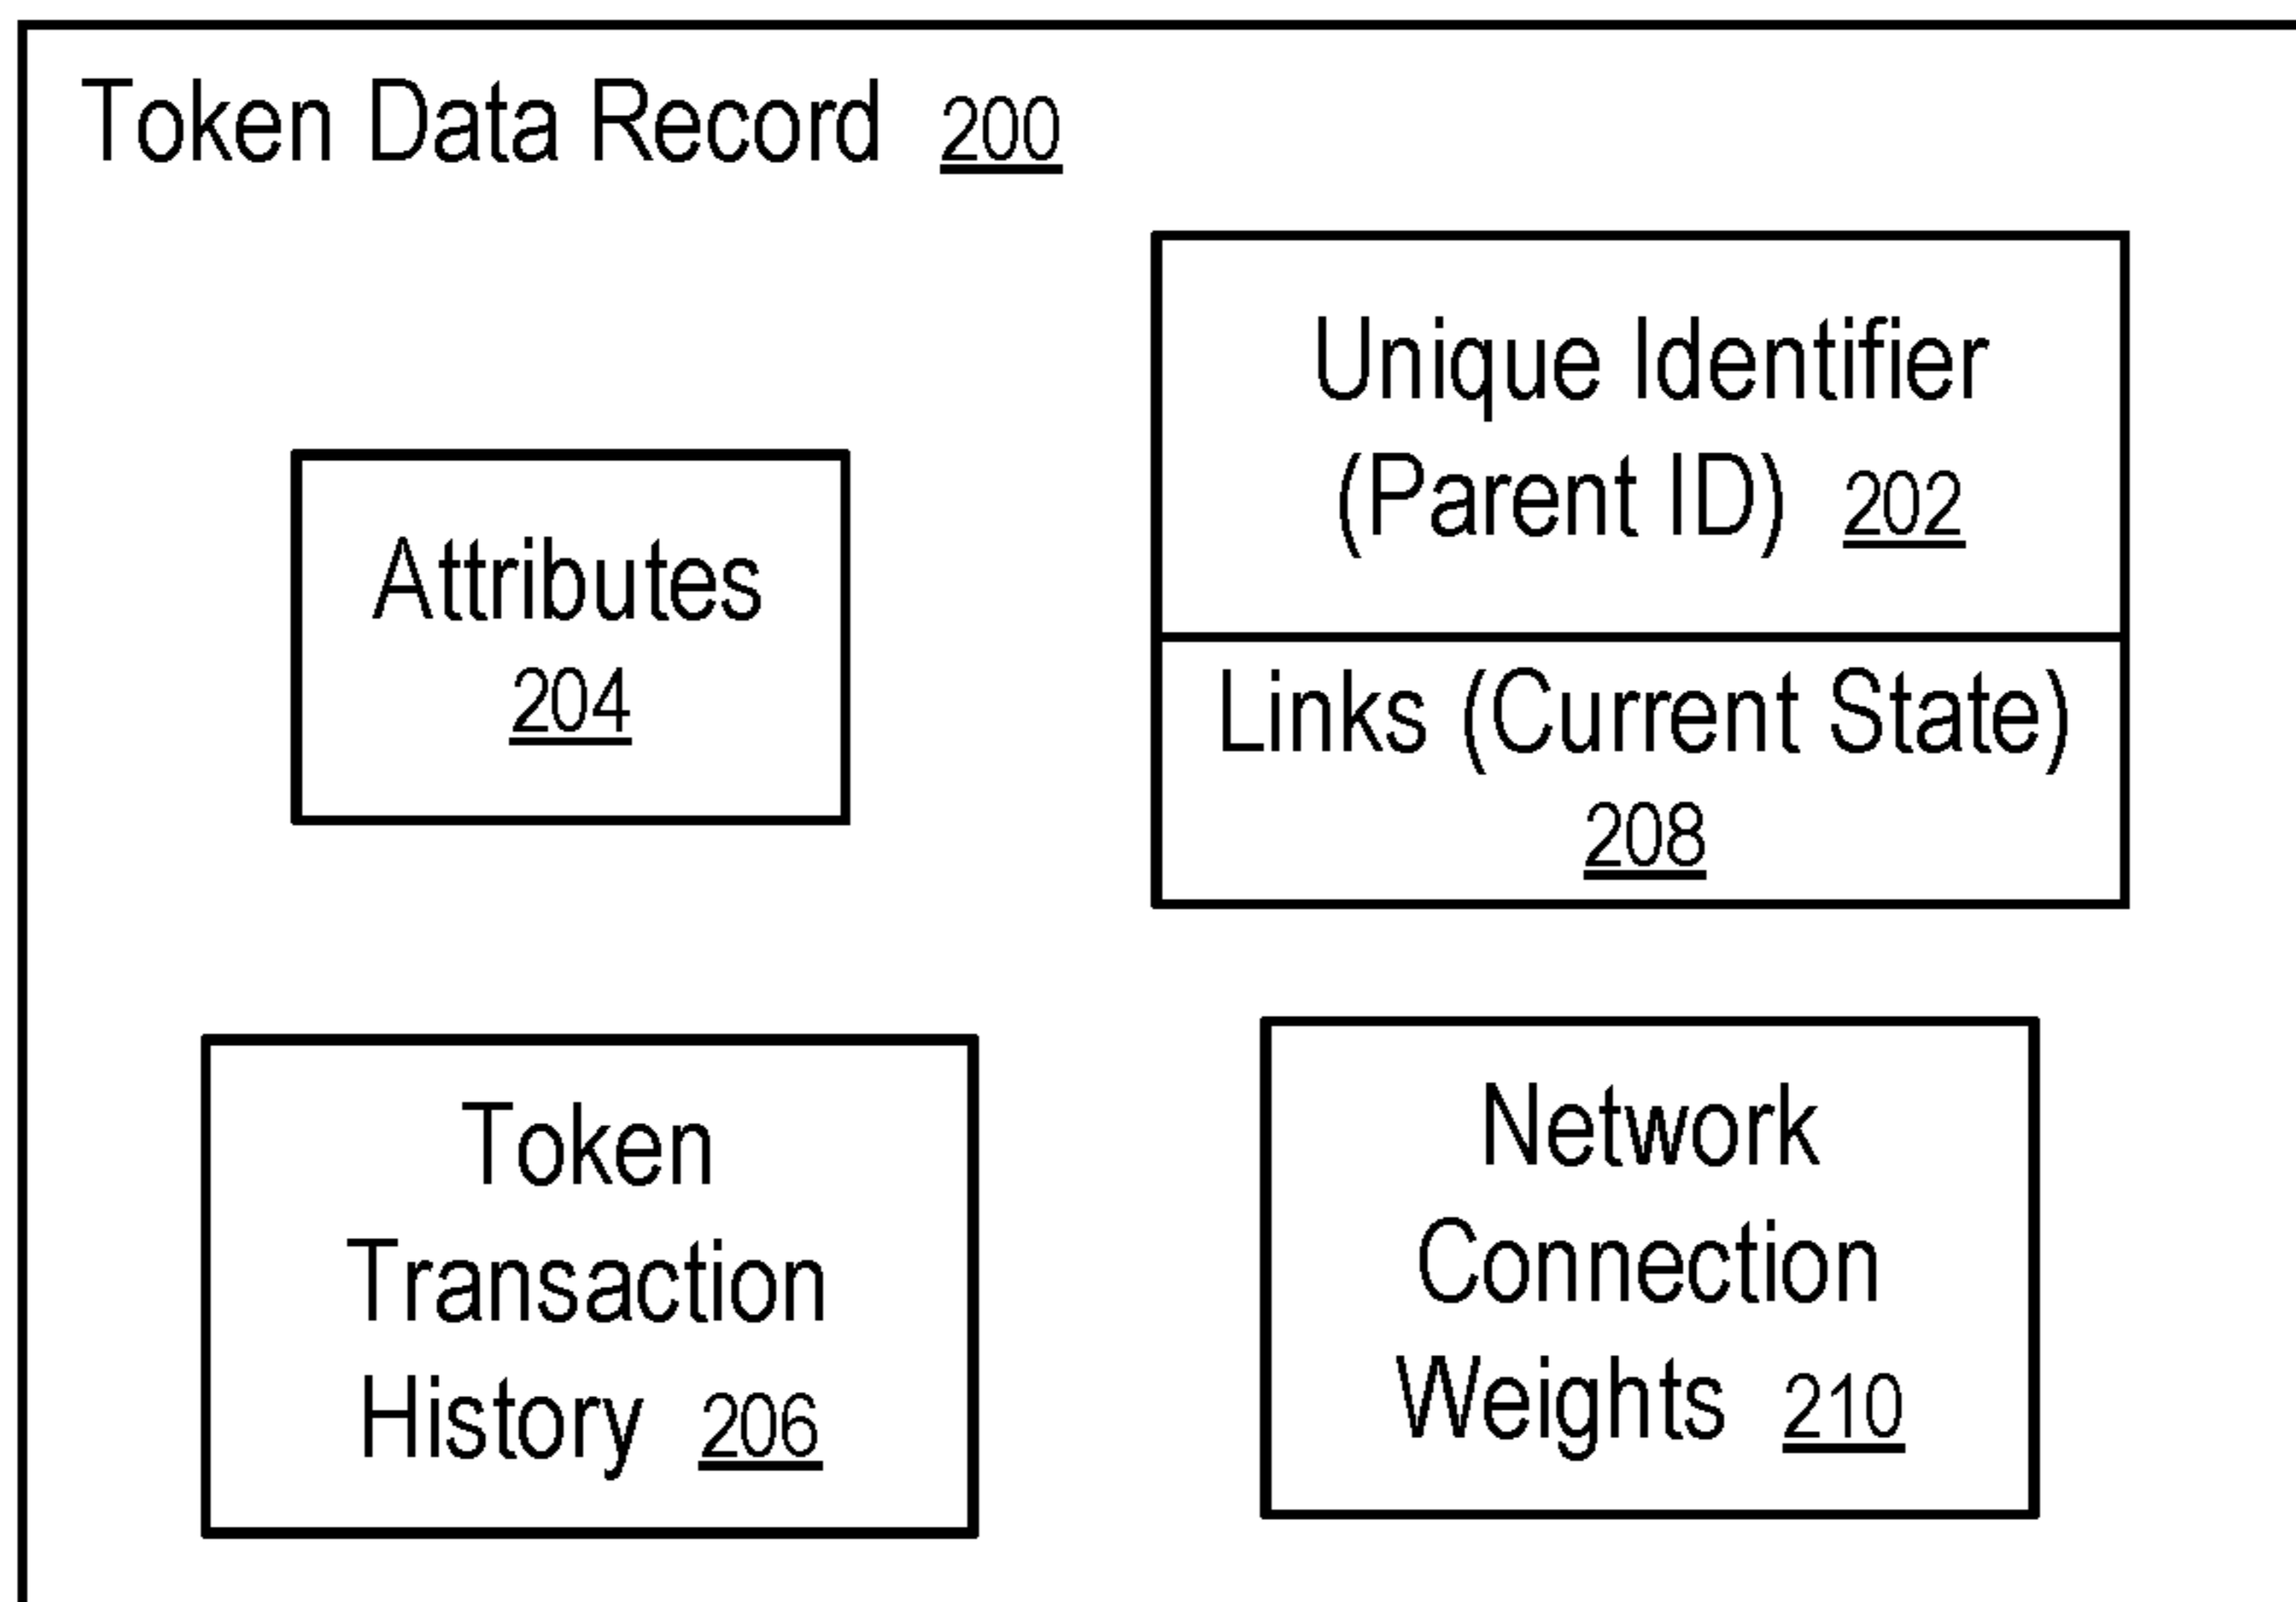 Token Data Record 200
Unique Identifier
(Parent ID) 202
Attributes
204
Links (Current State)
208
Token
Transaction
History 206
Network
Connection
Weights 210